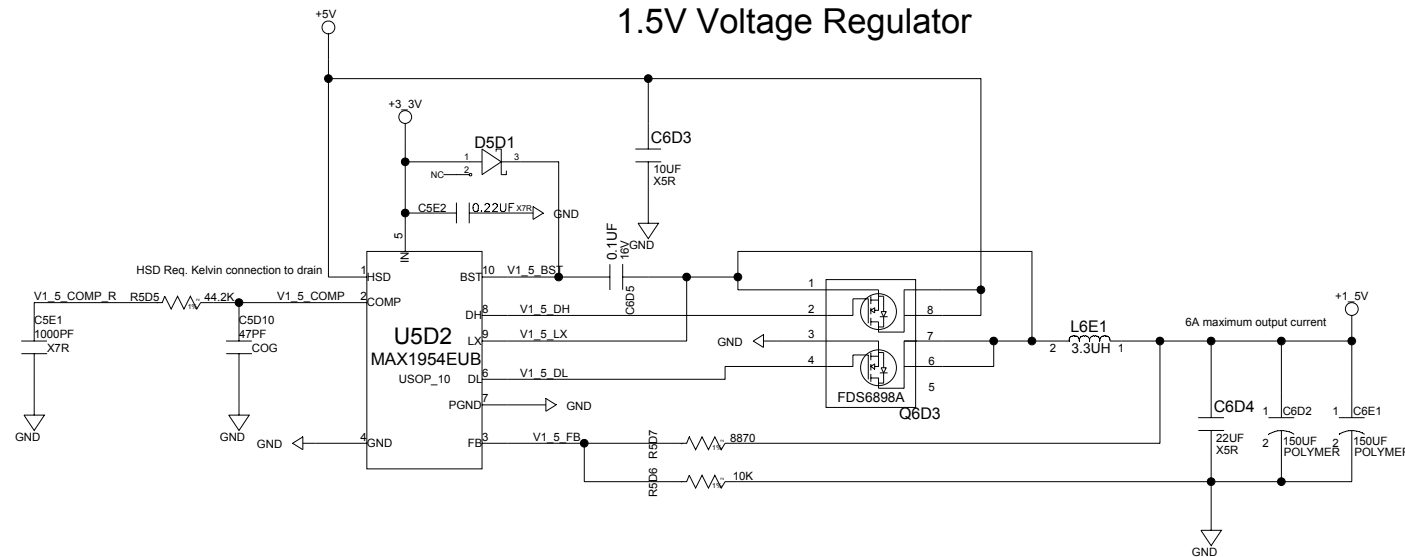 1.5V Voltage Regulator
+5V
+3_3V
D5D1
1
3
NC
2
C6D3
10UF
X5R
GND
C5E2
0.22UF X7R
GND
5
IN
0.1UF
16V
C6D5
HSD Req. Kelvin connection to drain
1
HSD
BST
10
V1_5_BST
V1_5_COMP_R
R5D5
44.2K
1%
V1_5_COMP
2
COMP
C5E1
1000PF
X7R
GND
C5D10
47PF
COG
GND
DH
8
V1_5_DH
U5D2
MAX1954EUB
USOP_10
LX
9
V1_5_LX
DL
6
V1_5_DL
PGND
7
GND
GND
4
GND
FB
3
V1_5_FB
1
2
GND
3
4
8
7
6
5
FDS6898A
Q6D3
L6E1
2
3.3UH
1
6A maximum output current
+1_5V
R5D7
1%
8870
R5D6
1%
10K
C6D4
22UF
X5R
1
C6D2
2
150UF
POLYMER
1
C6E1
2
150UF
POLYMER
GND